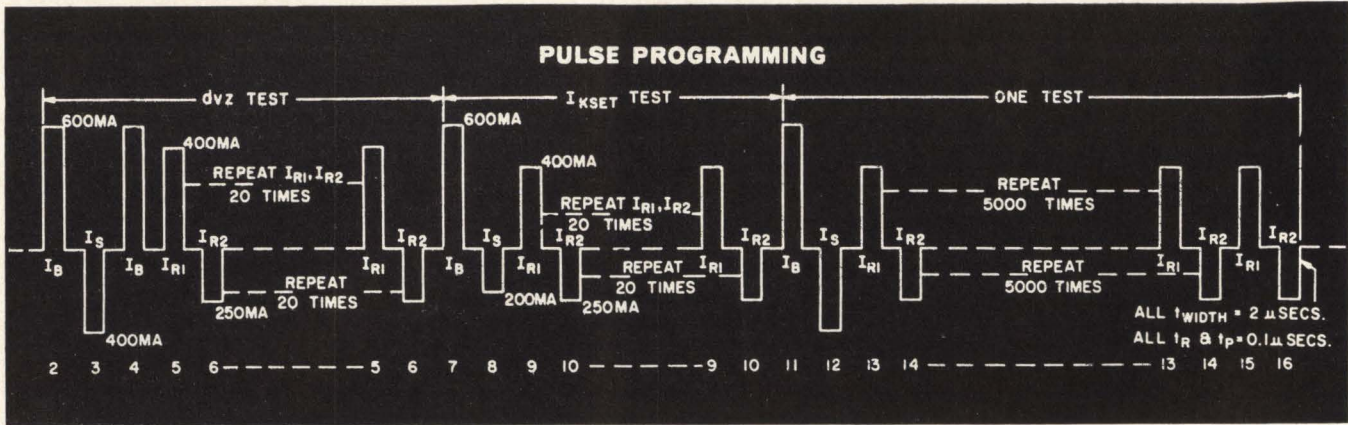 PULSE PROGRAMMING
dvz TEST
I KSET TEST
ONE TEST
600MA
600MA
400MA
400MA
REPEAT IR1, IR2
20 TIMES
REPEAT
5000 TIMES
REPEAT IR1, IR2
20 TIMES
IS
IR2
IR2
IS
IR2
IR2
IS
IR2
IR2
IR2
IB
IB
IR1
IR1
IB
IR1
IR1
IB
IR1
IR1
IR1
REPEAT
20 TIMES
REPEAT
20 TIMES
REPEAT
5000 TIMES
250MA
200MA
250MA
400MA
ALL tWIDTH = 2 µSECS.
ALL tR & tP=0.1µ SECS.
2 3 4 5 6 5 6 7 8 9 10 9 10 11 12 13 14 13 14 15 16